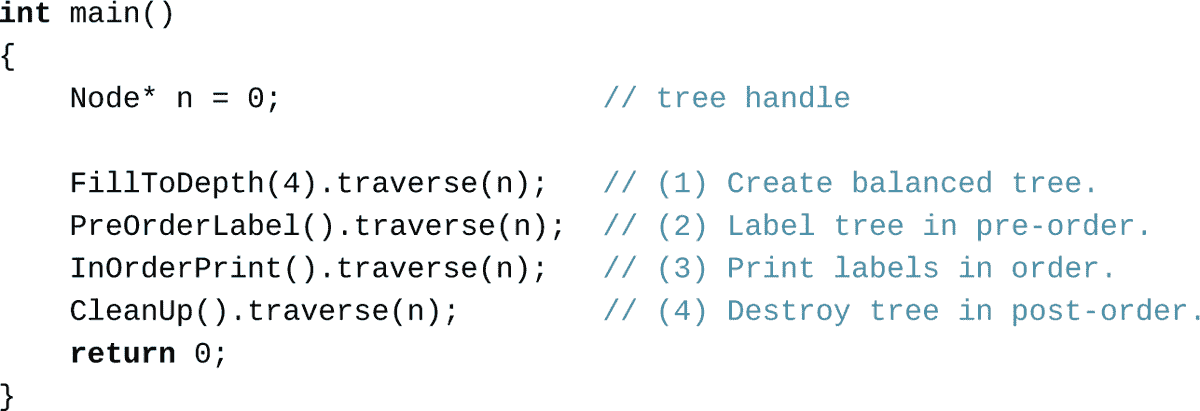 int main()
{
    Node* n = 0;                  // tree handle
    FillToDepth(4).traverse(n);   // (1) Create balanced tree.
    PreOrderLabel().traverse(n);  // (2) Label tree in pre-order.
    InOrderPrint().traverse(n);   // (3) Print labels in order.
    CleanUp().traverse(n);        // (4) Destroy tree in post-order.
    return 0;
}